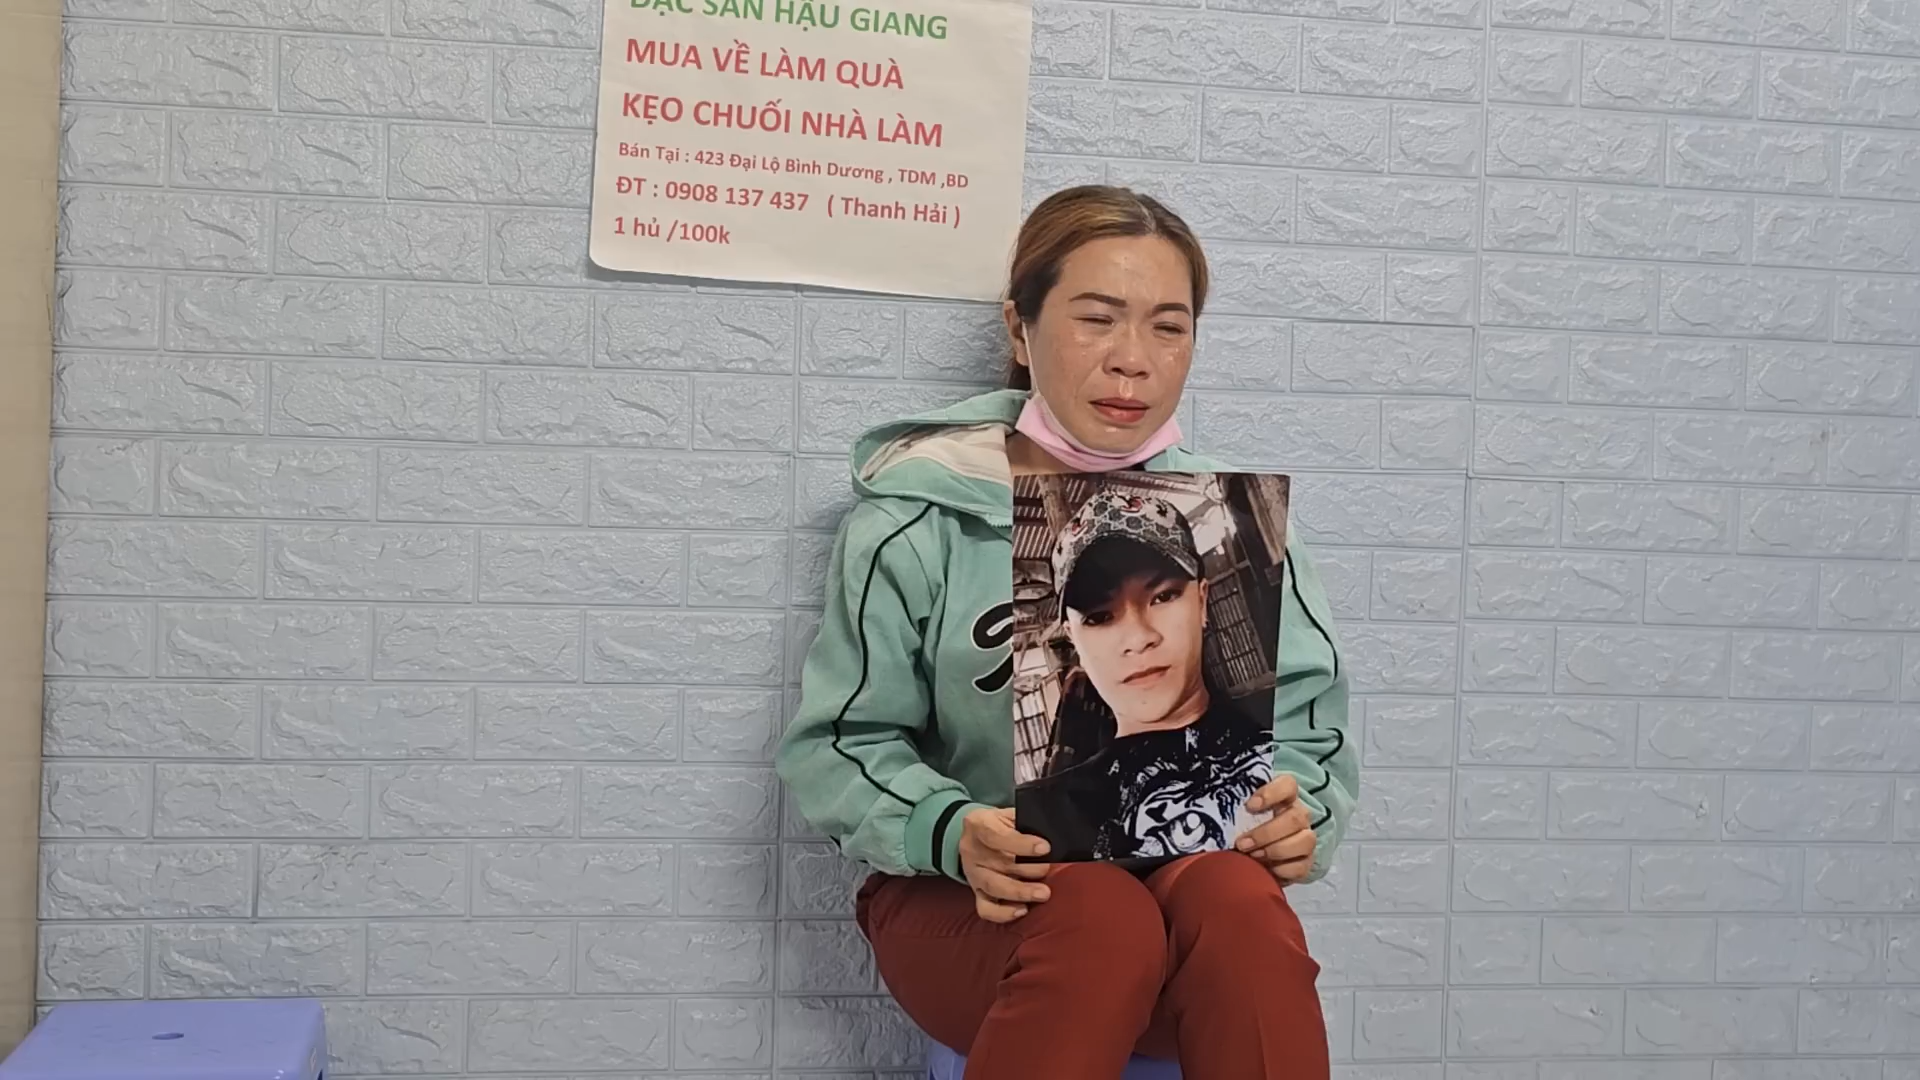 ĐẶC SẢN HẬU GIANG
MUA VỀ LÀM QUÀ
KẸO CHUỐI NHÀ LÀM
Bán Tại : 423 Đại Lộ Bình Dương , TDM ,BD
ĐT : 0908 137 437 ( Thanh Hải )
1 hủ /100k